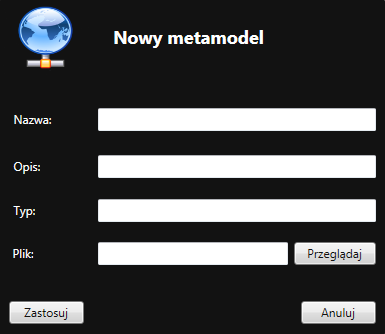 Nowy metamodel
Nazwa:
Opis:
Typ:
Plik: Przeglądaj
Zastosuj Anuluj